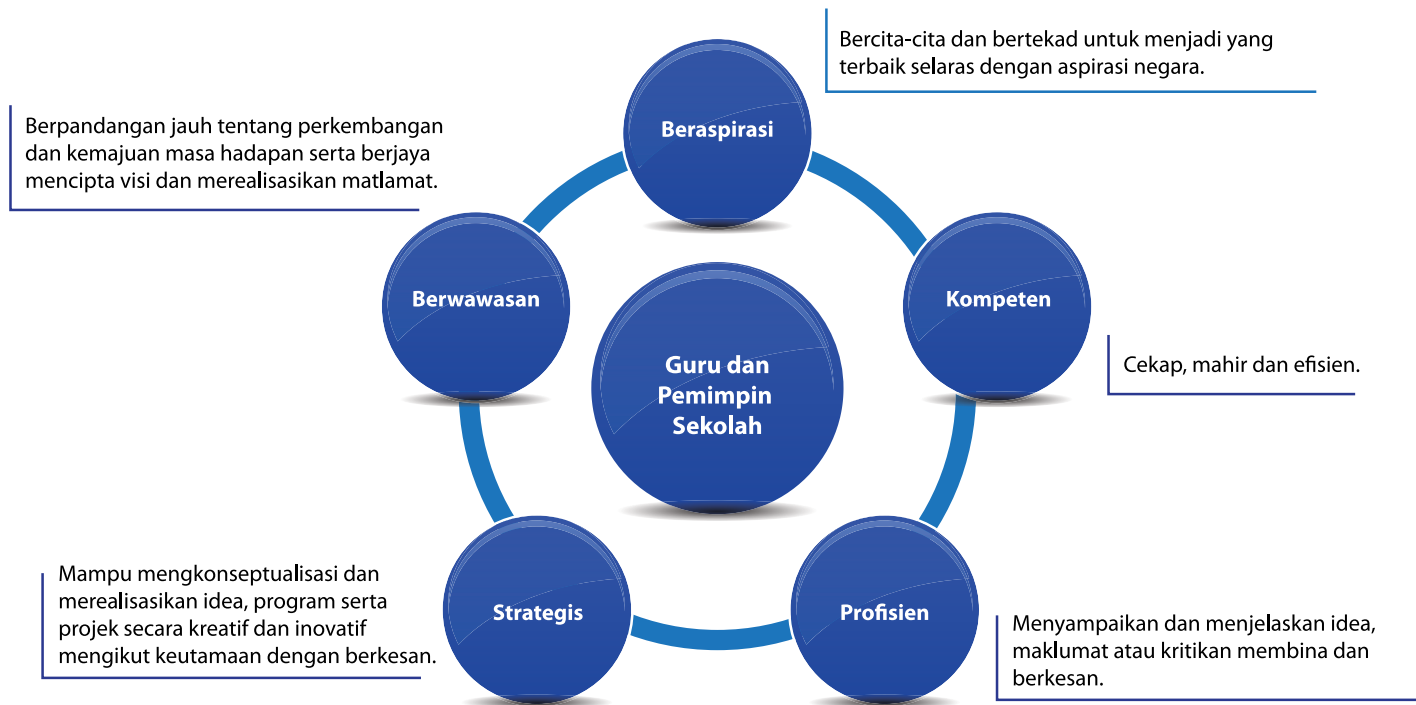 Bercita-cita dan bertekad untuk menjadi yang
terbaik selaras dengan aspirasi negara.
Beraspirasi
Berpandangan jauh tentang perkembangan
dan kemajuan masa hadapan serta berjaya
mencipta visi dan merealisasikan matlamat.
Berwawasan
Kompeten
Cekap, mahir dan efisien.
Guru dan
Pemimpin
Sekolah
Mampu mengkonseptualisasi dan
merealisasikan idea, program serta
projek secara kreatif dan inovatif
mengikut keutamaan dengan berkesan.
Strategis
Profisien
Menyampaikan dan menjelaskan idea,
maklumat atau kritikan membina dan
berkesan.